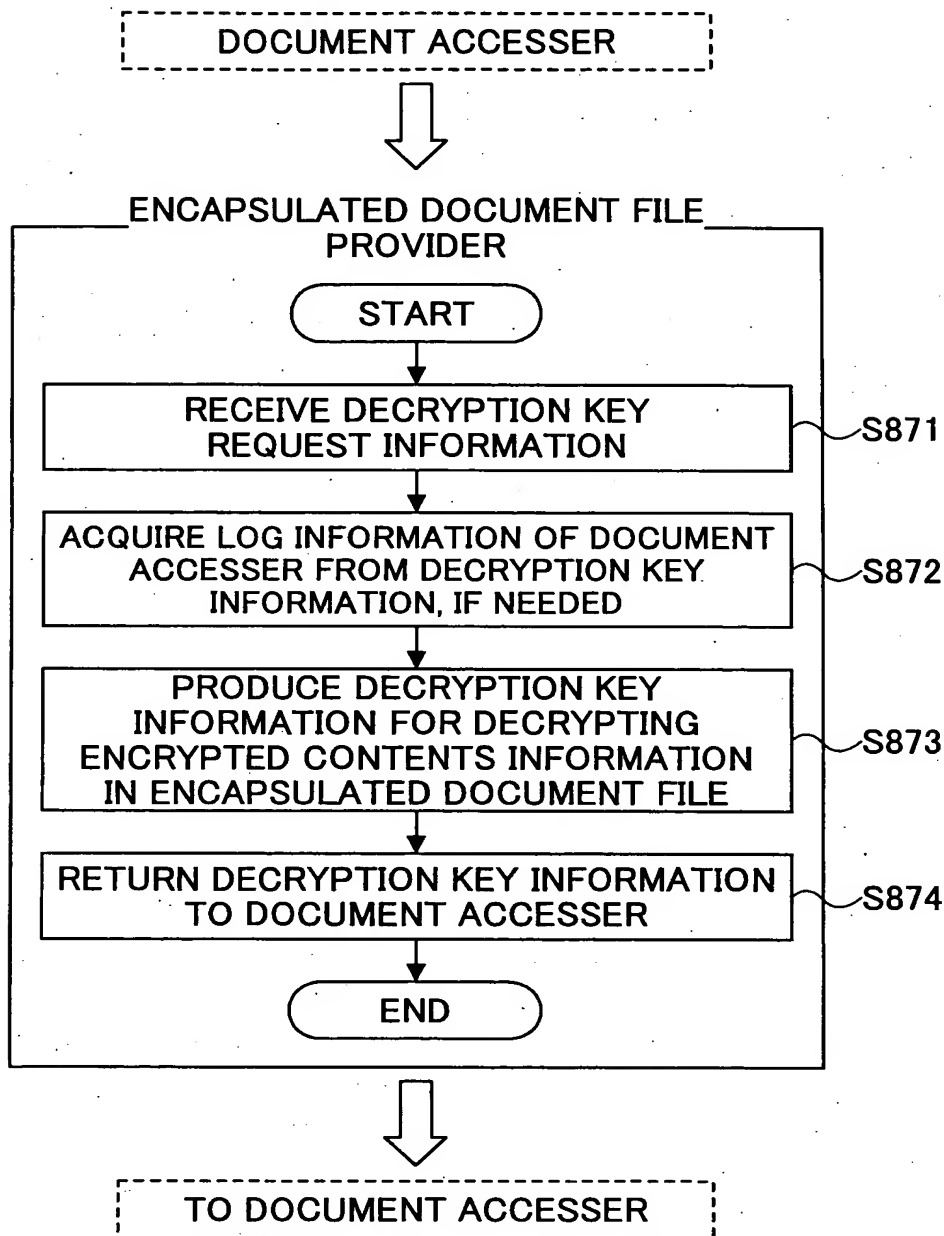 DOCUMENT ACCESSER
ENCAPSULATED DOCUMENT FILE
PROVIDER
START
RECEIVE DECRYPTION KEY
REQUEST INFORMATION
S871
ACQUIRE LOG INFORMATION OF DOCUMENT
ACCESSER FROM DECRYPTION KEY
INFORMATION, IF NEEDED
S872
PRODUCE DECRYPTION KEY
INFORMATION FOR DECRYPTING
ENCRYPTED CONTENTS INFORMATION
IN ENCAPSULATED DOCUMENT FILE
S873
RETURN DECRYPTION KEY INFORMATION
TO DOCUMENT ACCESSER
S874
END
TO DOCUMENT ACCESSER